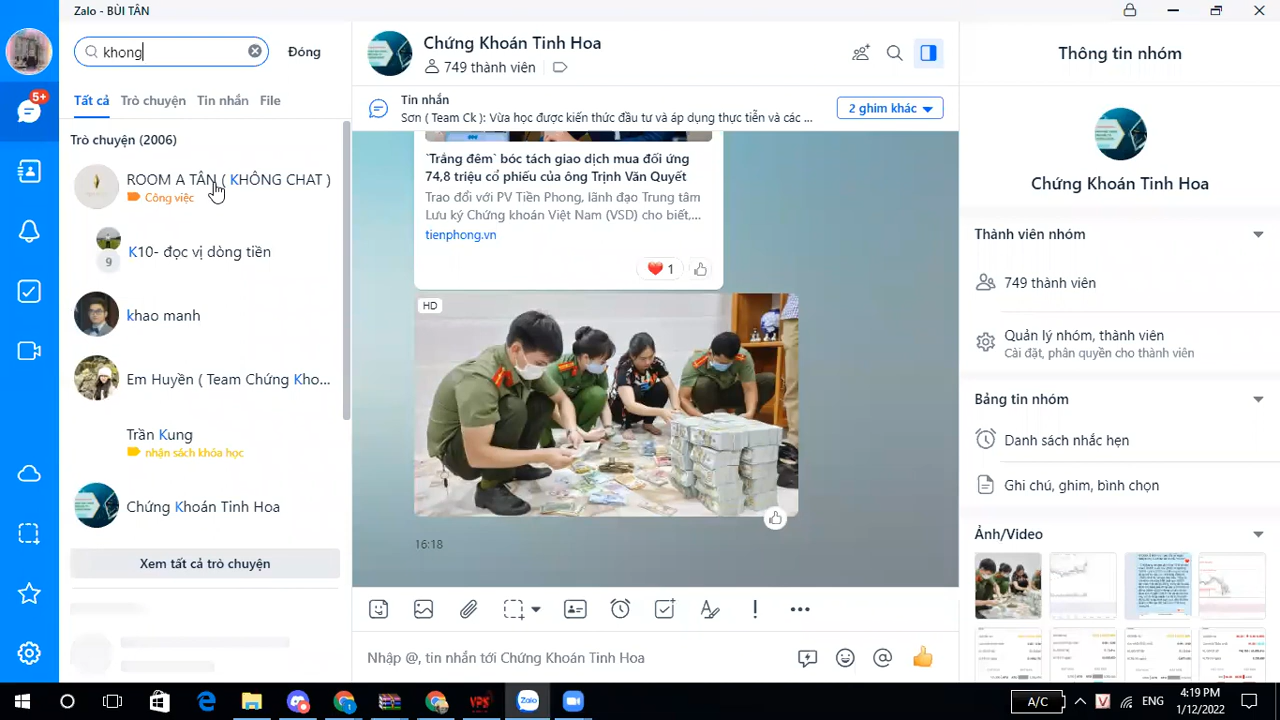 Zalo - BÙI TÂN
khong
Đóng
Tất cả
Trò chuyện
Tin nhắn
File
5+
Trò chuyện (2006)
ROOM A TÂN ( KHÔNG CHAT )
Công việc
K10- đọc vị dòng tiền
9
khao manh
Em Huyền ( Team Chứng Kho...
Trần Kung
nhận sách khóa học
Chứng Khoán Tinh Hoa
Xem tất cả trò chuyện
Chứng Khoán Tinh Hoa
749 thành viên
Tin nhắn
Sơn ( Team Ck ): Vừa học được kiến thức đầu tư và áp dụng thực tiễn và các ...
2 ghim khác
`Trắng đêm` bóc tách giao dịch mua đối ứng
74,8 triệu cổ phiếu của ông Trịnh Văn Quyết
Trao đổi với PV Tiền Phong, lãnh đạo Trung tâm
Lưu ký Chứng khoán Việt Nam (VSD) cho biết,...
tienphong.vn
1
HD
16:18
Nhập @, tin nhắn tới Chứng Khoán Tinh Hoa
Thông tin nhóm
Chứng Khoán Tinh Hoa
Thành viên nhóm
749 thành viên
Quản lý nhóm, thành viên
Cài đặt, phân quyền cho thành viên
Bảng tin nhóm
Danh sách nhắc hẹn
Ghi chú, ghim, bình chọn
Ảnh/Video
VPS
Zalo
A/C
V
ENG
4:19 PM
1/12/2022